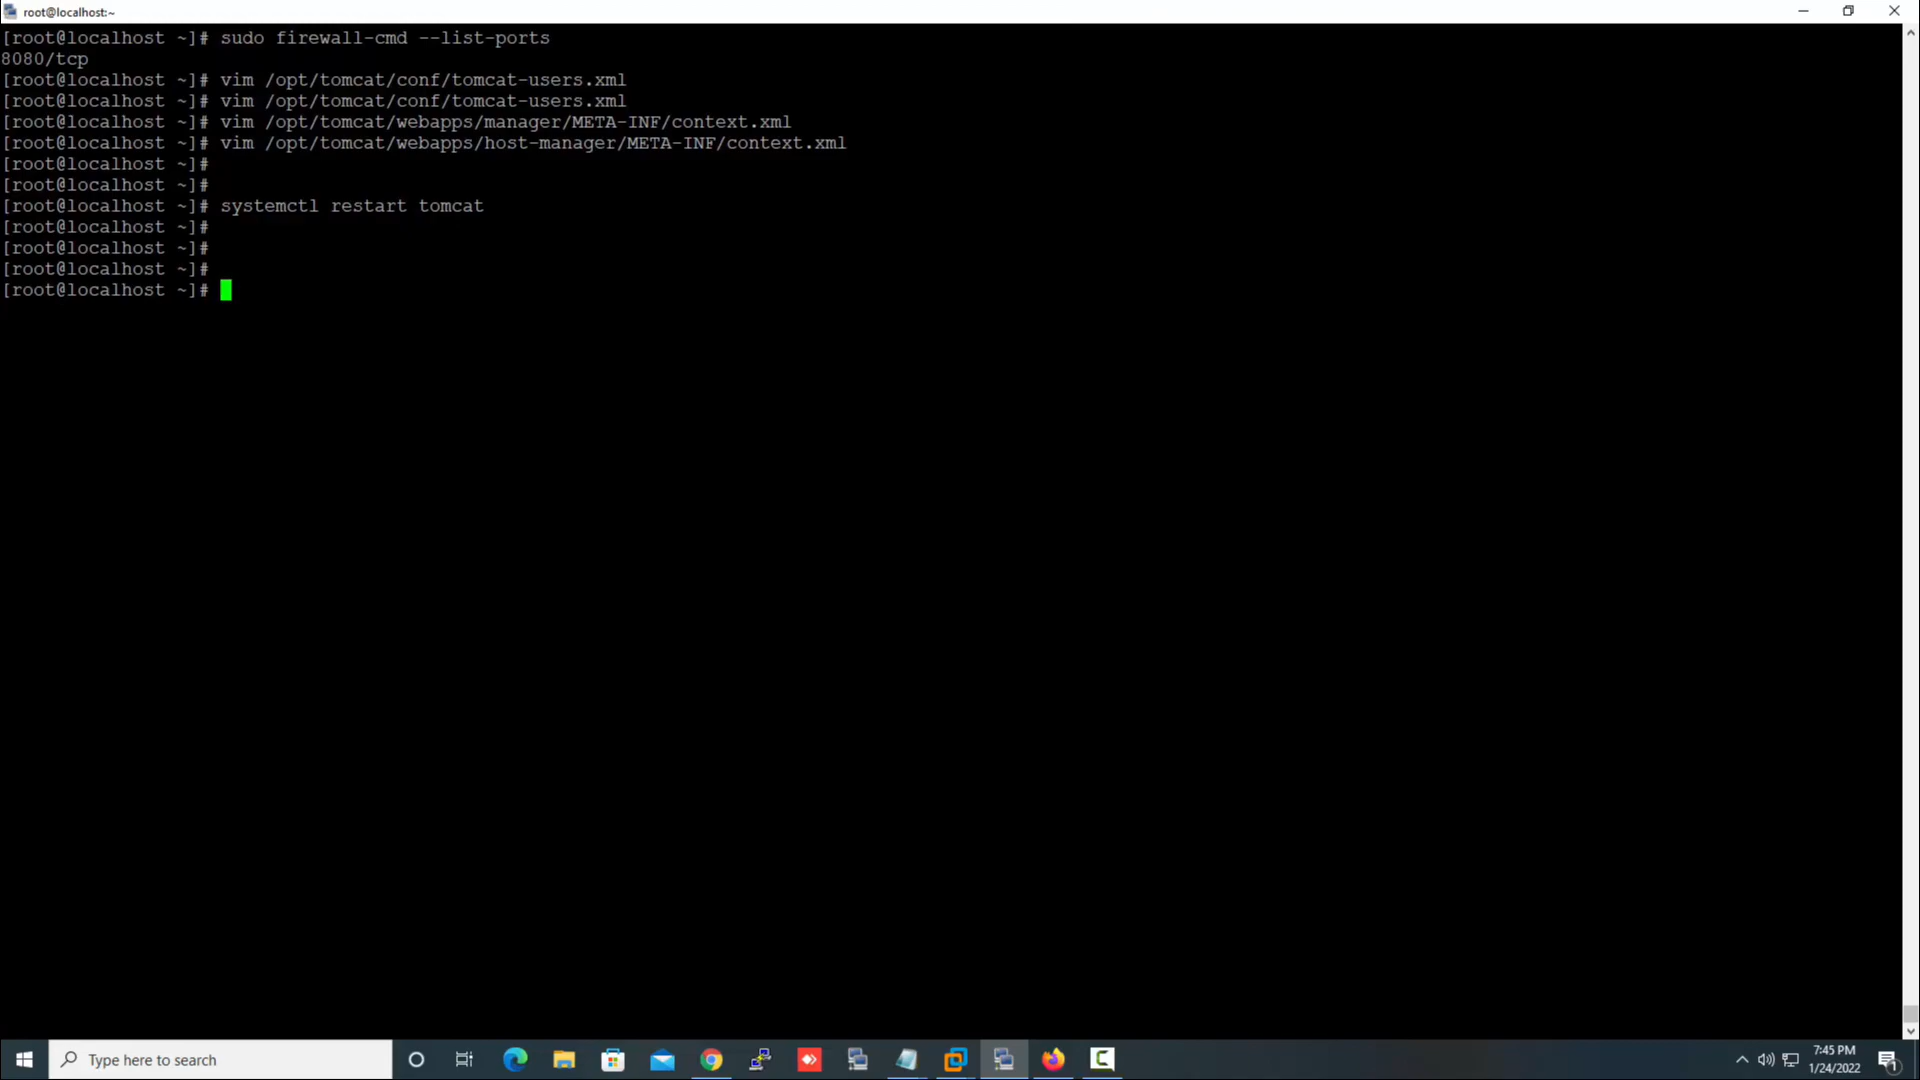 root@localhost:~
[root@localhost ~]# sudo firewall-cmd --list-ports
8080/tcp
[root@localhost ~]# vim /opt/tomcat/conf/tomcat-users.xml
[root@localhost ~]# vim /opt/tomcat/conf/tomcat-users.xml
[root@localhost ~]# vim /opt/tomcat/webapps/manager/META-INF/context.xml
[root@localhost ~]# vim /opt/tomcat/webapps/host-manager/META-INF/context.xml
[root@localhost ~]#
[root@localhost ~]#
[root@localhost ~]# systemctl restart tomcat
[root@localhost ~]#
[root@localhost ~]#
[root@localhost ~]#
[root@localhost ~]#
Type here to search
7:45 PM
1/24/2022
1